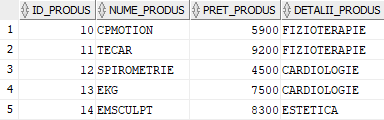 ID_PRODUS NUME_PRODUS PRET_PRODUS DETALII_PRODUS
1 10 CPMOTION 5900 FIZIOTERAPIE
2 11 TECAR 9200 FIZIOTERAPIE
3 12 SPIROMETRIE 4500 CARDIOLOGIE
4 13 EKG 7500 CARDIOLOGIE
5 14 EMSCULPT 8300 ESTETICA